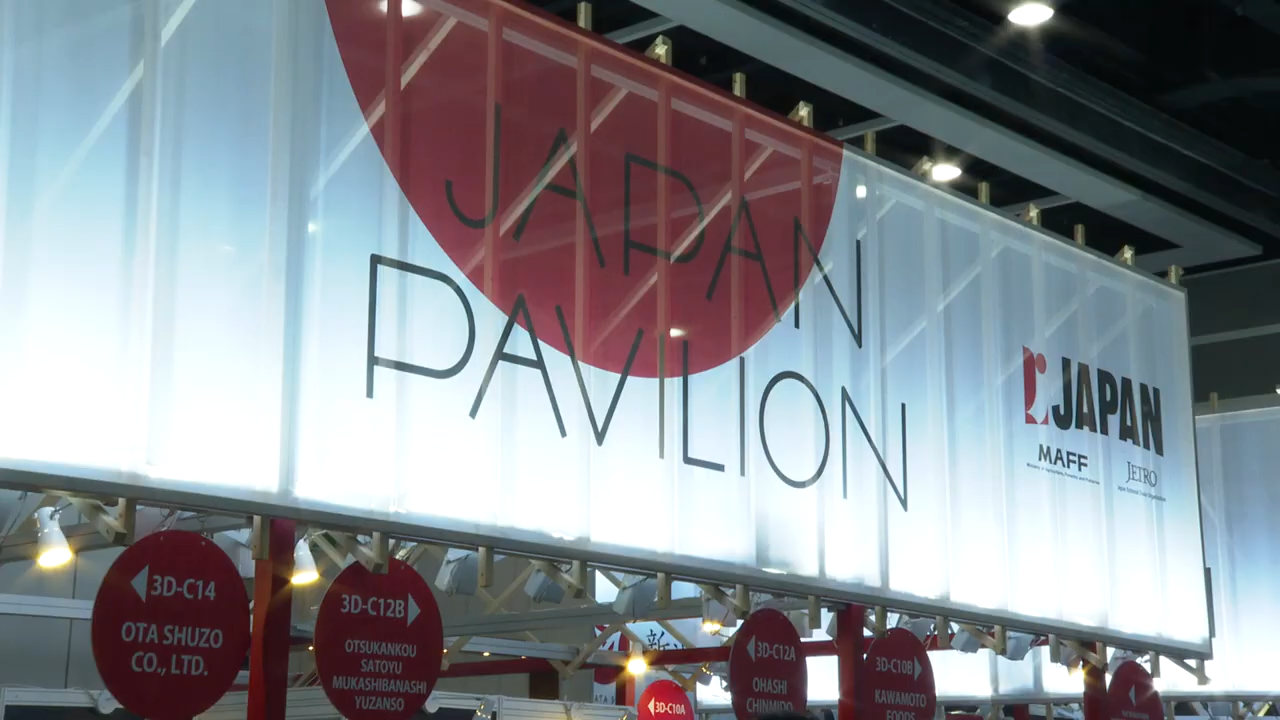 JAPAN
PAVILION
JAPAN
MAFF
JETRO
3D-C14
OTA SHUZO
CO., LTD.
3D-C12B
OTSUKANKOU
SATOYU
MUKASHIBANASHI
YUZANSO
新
3D-C10A
3D-C12A
OHASHI
CHINMIDO
3D-C10B
KAWAMOTO
FOODS